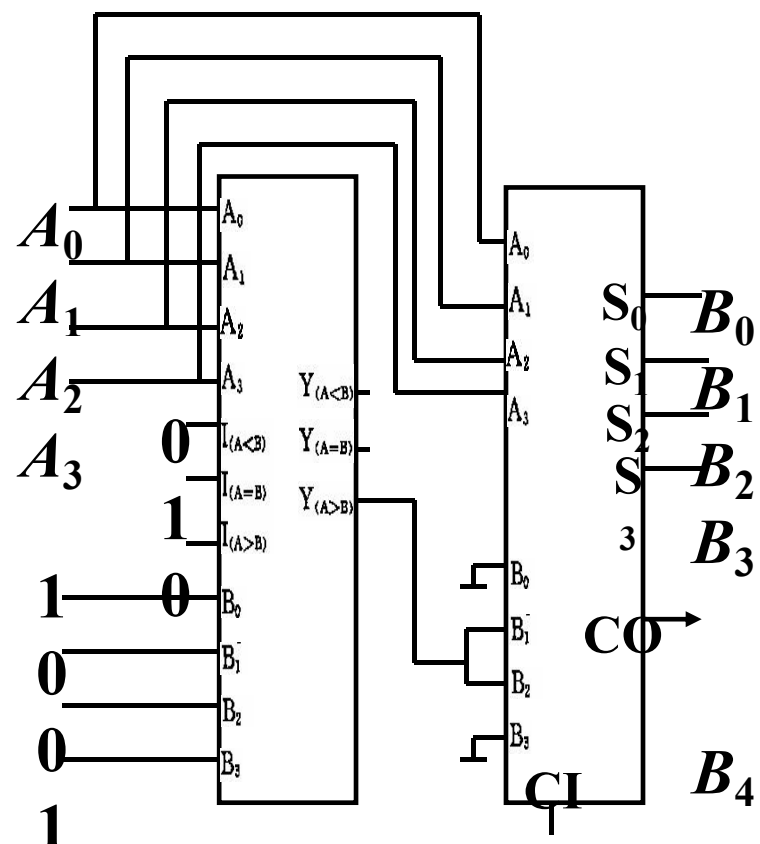 A₀
A₁
A₂
A₃
0
1
0
1
0
0
1
A₀
A₁
A₂
A₃
I(A<B)
I(A=B)
I(A>B)
B₀
B₁
B₂
B₃
Y(A<B)
Y(A=B)
Y(A>B)
A₀
A₁
A₂
A₃
B₀
B₁
B₂
B₃
S₀
S₁
S₂
S
3
CO
CI
B₀
B₁
B₂
B₃
B₄